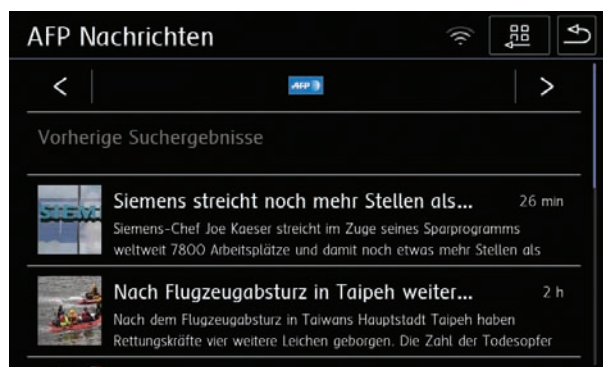 AFP Nachrichten
AFP
Vorherige Suchergebnisse
SIEM
Siemens streicht noch mehr Stellen als... 26 min
Siemens-Chef Joe Kaeser streicht im Zuge seines Sparprogramms
weltweit 7800 Arbeitsplätze und damit noch etwas mehr Stellen als
Nach Flugzeugabsturz in Taipeh weiter... 2 h
Nach dem Flugzeugabsturz in Taiwans Hauptstadt Taipeh haben
Rettungskräfte vier weitere Leichen geborgen. Die Zahl der Todesopfer